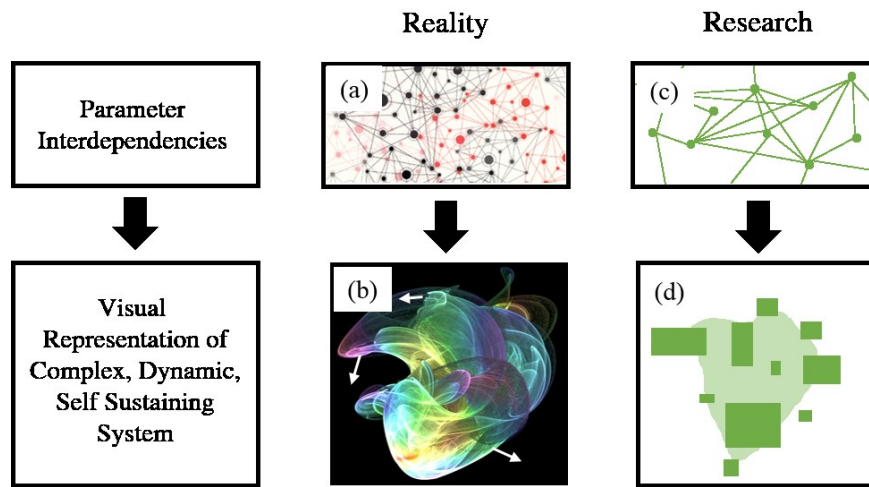 Reality
Research
Parameter
Interdependencies
(a)
(c)
Visual
Representation of
Complex, Dynamic,
Self Sustaining
System
(b)
(d)